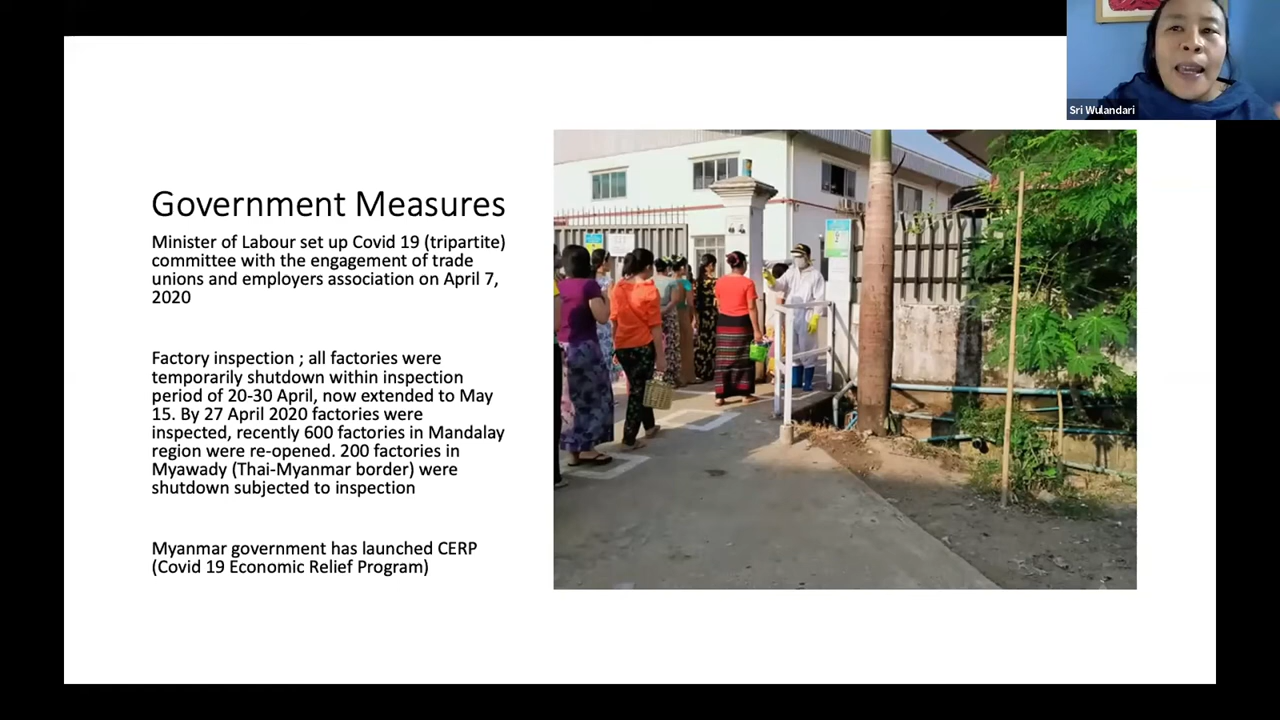 Sri Wulandari
Government Measures
Minister of Labour set up Covid 19 (tripartite)
committee with the engagement of trade
unions and employers association on April 7,
2020
Factory inspection ; all factories were
temporarily shutdown within inspection
period of 20-30 April, now extended to May
15. By 27 April 2020 factories were
inspected, recently 600 factories in Mandalay
region were re-opened. 200 factories in
Myawady (Thai-Myanmar border) were
shutdown subjected to inspection
Myanmar government has launched CERP
(Covid 19 Economic Relief Program)